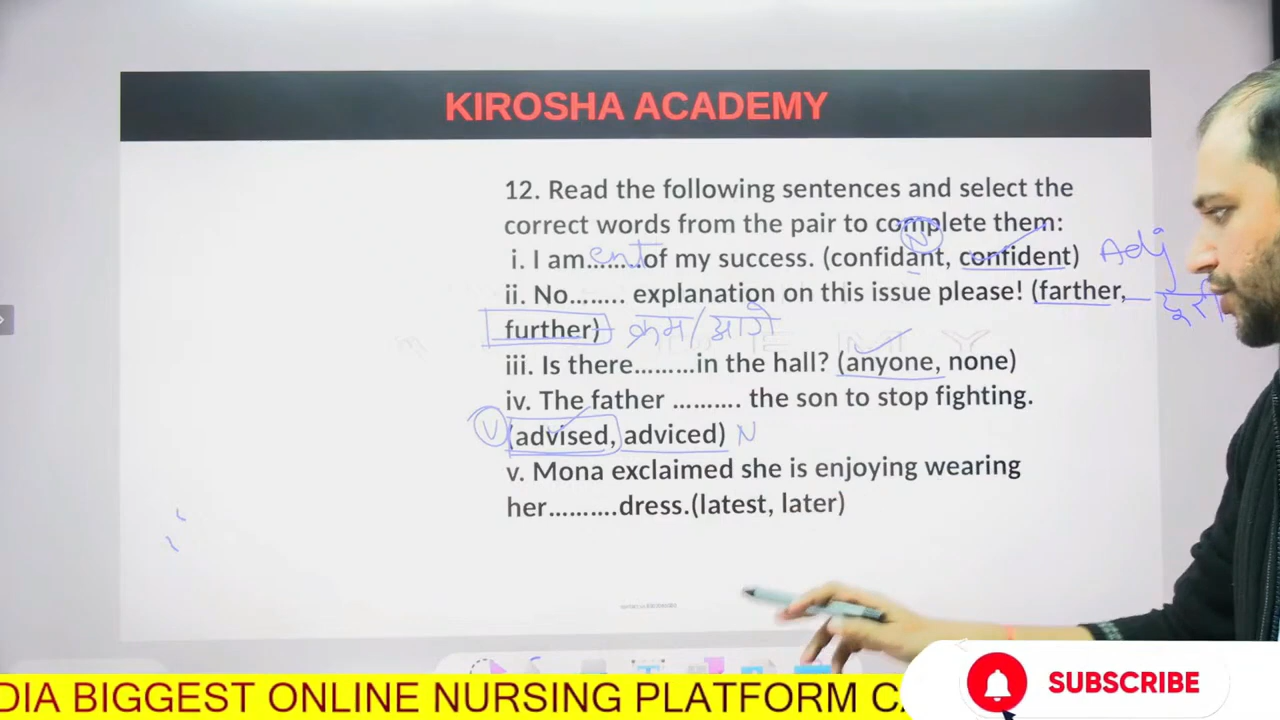 KIROSHA ACADEMY
12. Read the following sentences and select the
correct words from the pair to complete them:
N
i. I am........of my success. (confidant, confident) Adj
ent
ii. No........ explanation on this issue please! (farther,
further) क्रम/आगे
iii. Is there.........in the hall? (anyone, none)
iv. The father .......... the son to stop fighting.
V (advised, adviced) N
v. Mona exclaimed she is enjoying wearing
her..........dress.(latest, later)
DIA BIGGEST ONLINE NURSING PLATFORM CA
SUBSCRIBE